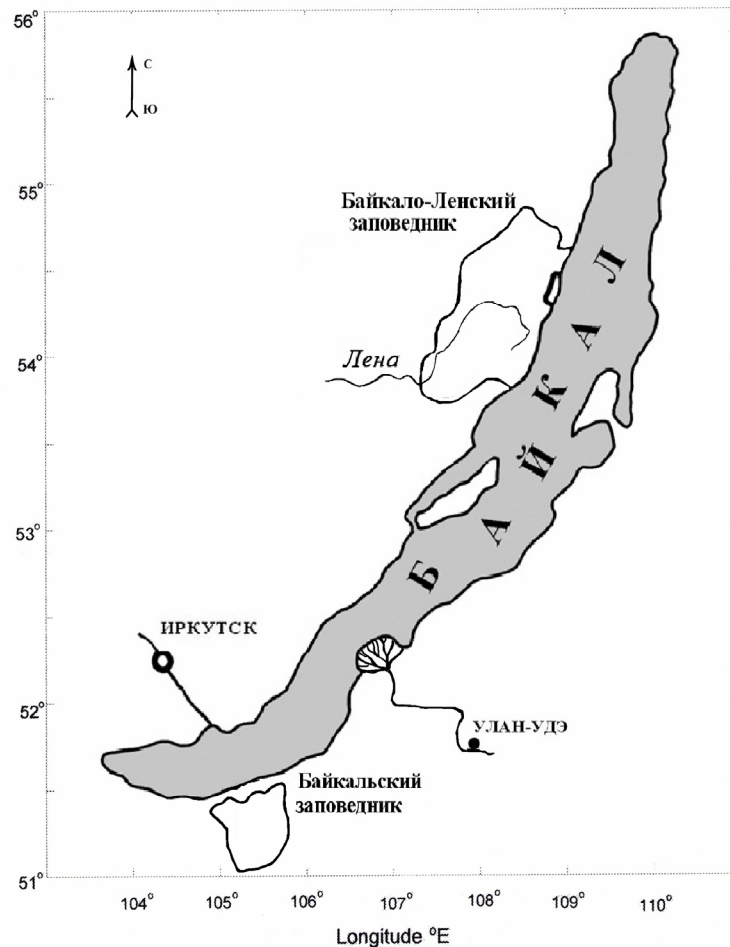 56°
С
Ю
55°
Байкало-Ленский
заповедник
54°
Лена
БАЙКАЛ
53°
ИРКУТСК
52°
УЛАН-УДЭ
Байкальский
заповедник
51°
104° 105° 106° 107° 108° 109° 110°
Longitude °E